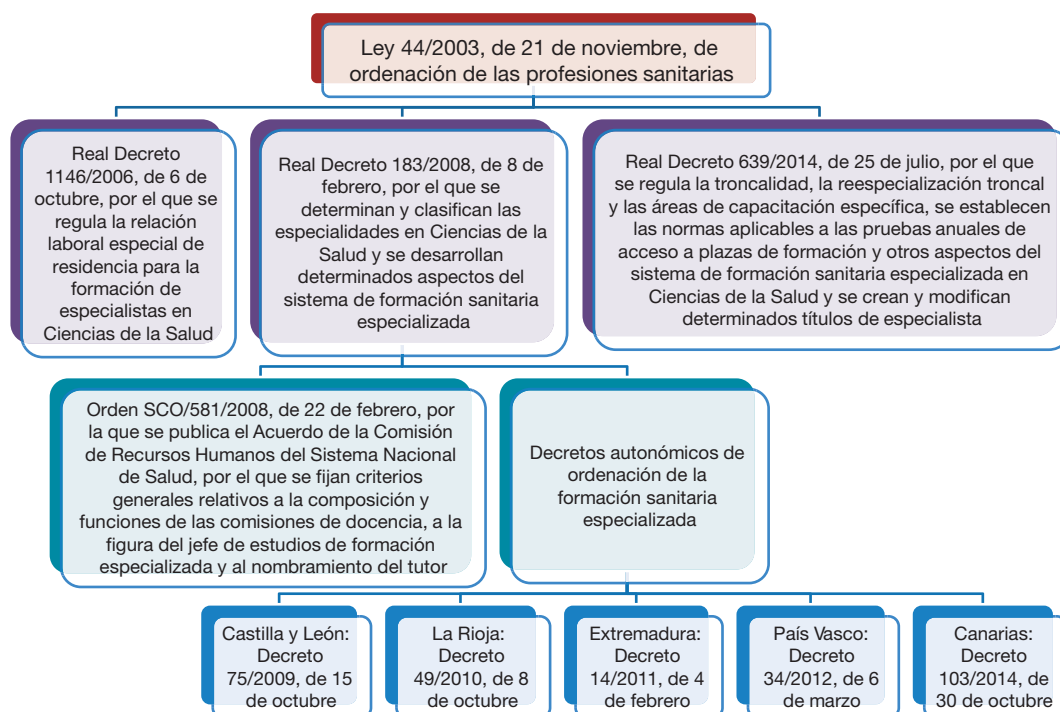 Ley 44/2003, de 21 de noviembre, de
ordenación de las profesiones sanitarias
Real Decreto
1146/2006, de 6 de
octubre, por el que se
regula la relación
laboral especial de
residencia para la
formación de
especialistas en
Ciencias de la Salud
Real Decreto 183/2008, de 8 de
febrero, por el que se
determinan y clasifican las
especialidades en Ciencias de la
Salud y se desarrollan
determinados aspectos del
sistema de formación sanitaria
especializada
Real Decreto 639/2014, de 25 de julio, por el que
se regula la troncalidad, la reespecialización troncal
y las áreas de capacitación específica, se establecen
las normas aplicables a las pruebas anuales de
acceso a plazas de formación y otros aspectos del
sistema de formación sanitaria especializada en
Ciencias de la Salud y se crean y modifican
determinados títulos de especialista
Orden SCO/581/2008, de 22 de febrero, por
la que se publica el Acuerdo de la Comisión
de Recursos Humanos del Sistema Nacional
de Salud, por el que se fijan criterios
generales relativos a la composición y
funciones de las comisiones de docencia, a la
figura del jefe de estudios de formación
especializada y al nombramiento del tutor
Decretos autonómicos de
ordenación de la
formación sanitaria
especializada
Castilla y León:
Decreto
75/2009, de 15
de octubre
La Rioja:
Decreto
49/2010, de 8
de octubre
Extremadura:
Decreto
14/2011, de 4
de febrero
País Vasco:
Decreto
34/2012, de 6
de marzo
Canarias:
Decreto
103/2014, de
30 de octubre